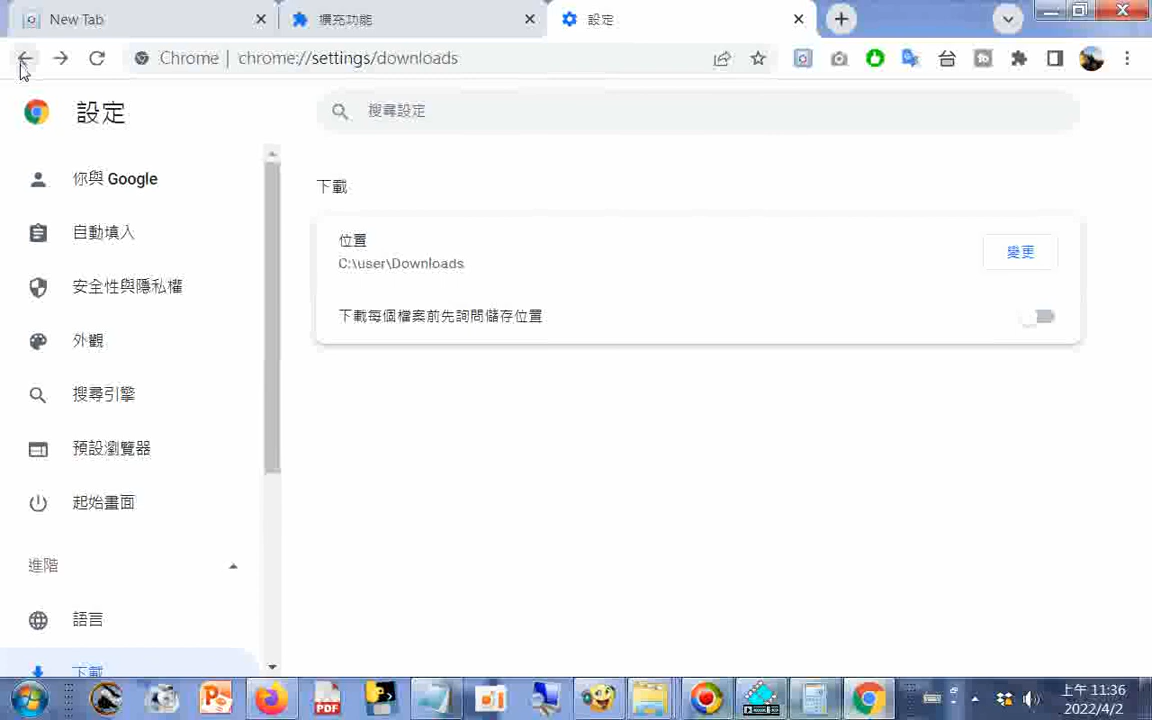 New Tab
擴充功能
設定
Chrome | chrome://settings/downloads
設定
搜尋設定
你與 Google
自動填入
安全性與隱私權
外觀
搜尋引擎
預設瀏覽器
起始畫面
進階
語言
下載
下載
位置
C:\user\Downloads
變更
下載每個檔案前先詢問儲存位置
PDF
上午 11:36
2022/4/2